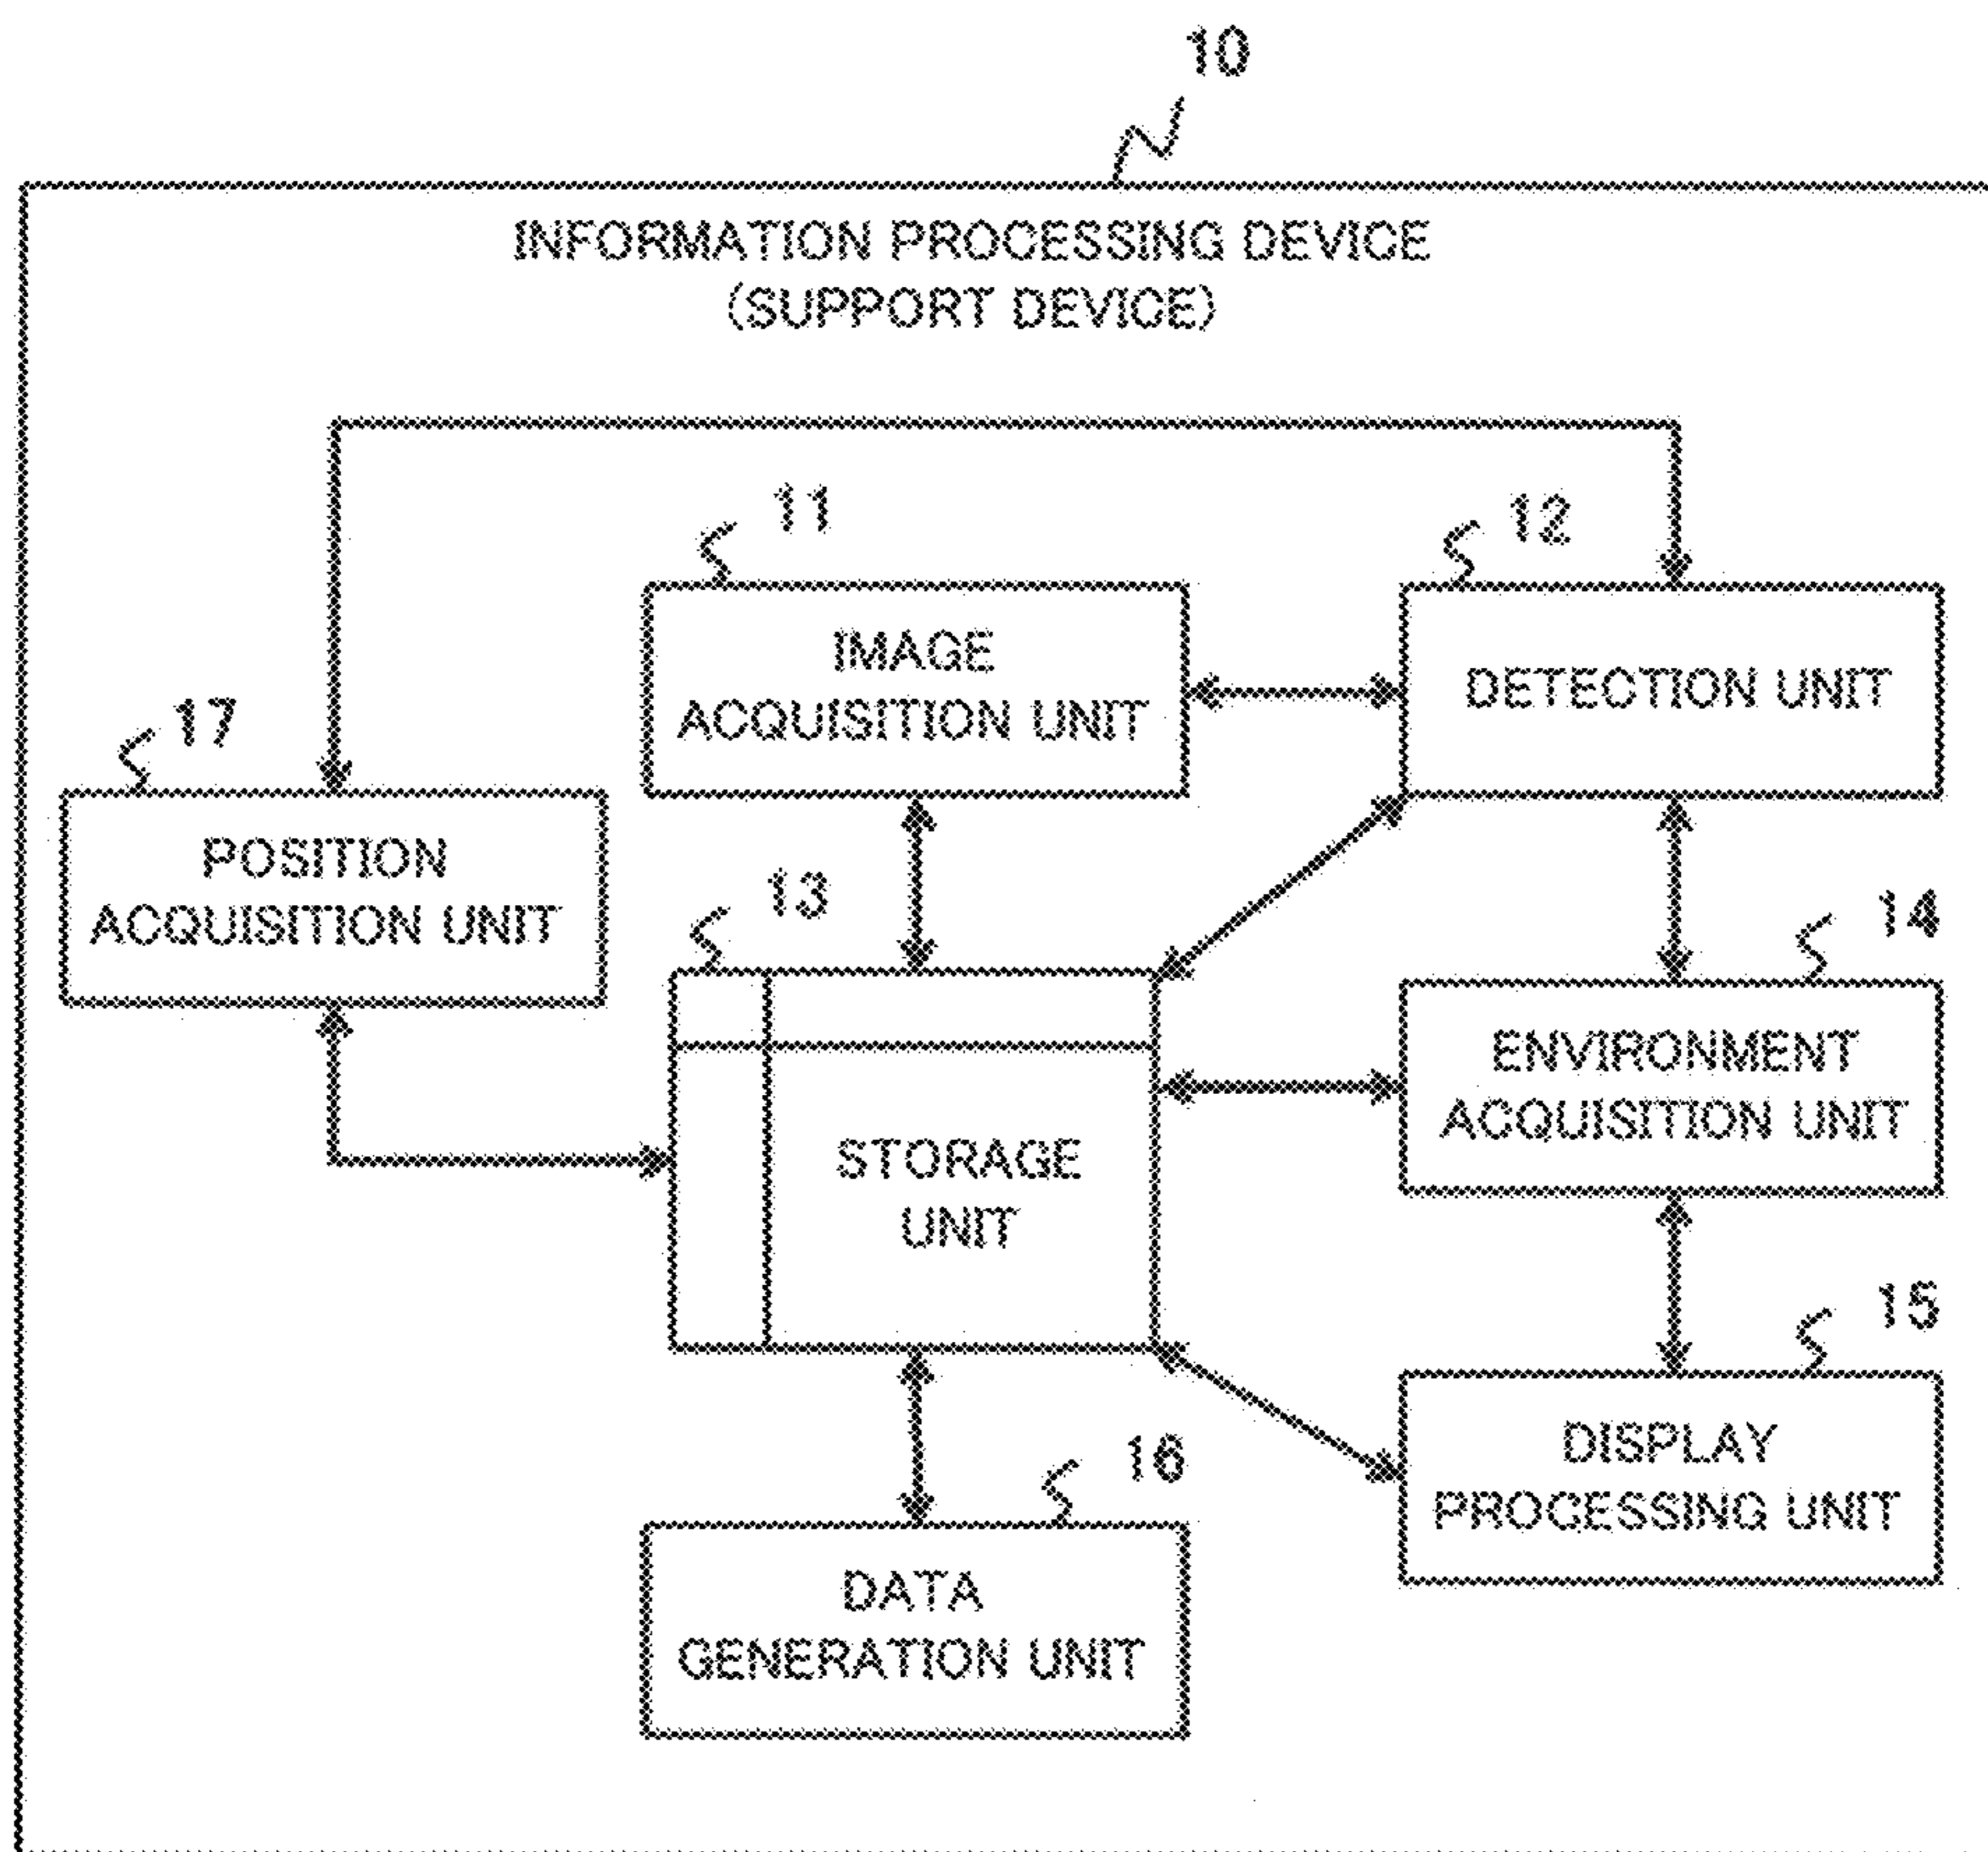 10
INFORMATION PROCESSING DEVICE
(SUPPORT DEVICE)
11
IMAGE
ACQUISITION UNIT
12
DETECTION UNIT
17
POSITION
ACQUISITION UNIT
13
STORAGE
UNIT
14
ENVIRONMENT
ACQUISITION UNIT
15
DISPLAY
PROCESSING UNIT
16
DATA
GENERATION UNIT